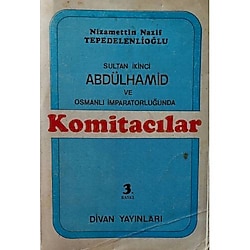 Nizamettin Nazif
TEPEDELENLİOĞLU
SULTAN İKİNCİ
ABDÜLHAMİD
VE
OSMANLI İMPARATORLUĞUNDA
Komitacılar
3.
BASKI
DİVAN YAYINLARI